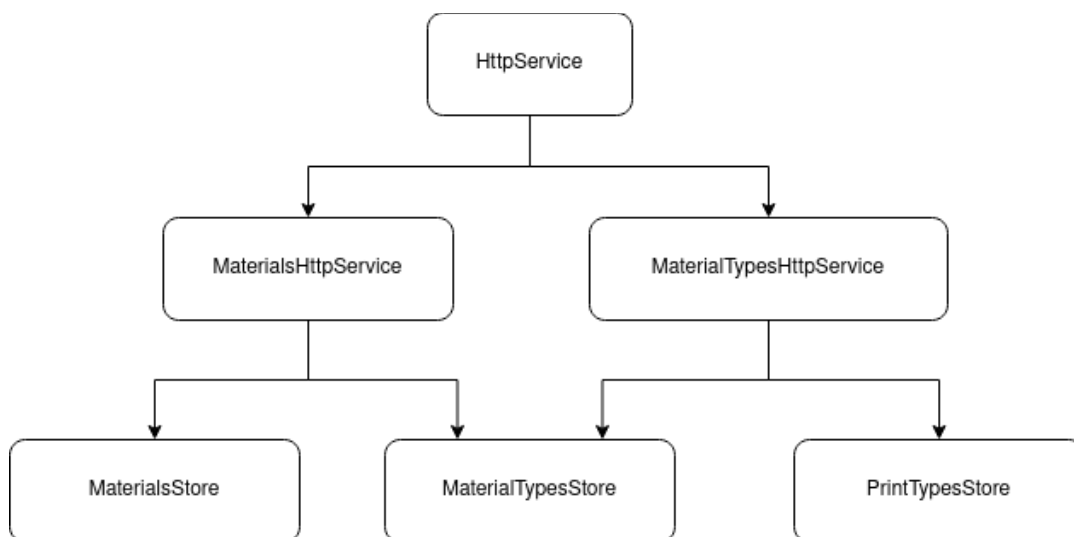 HttpService
MaterialsHttpService
MaterialTypesHttpService
MaterialsStore
MaterialTypesStore
PrintTypesStore